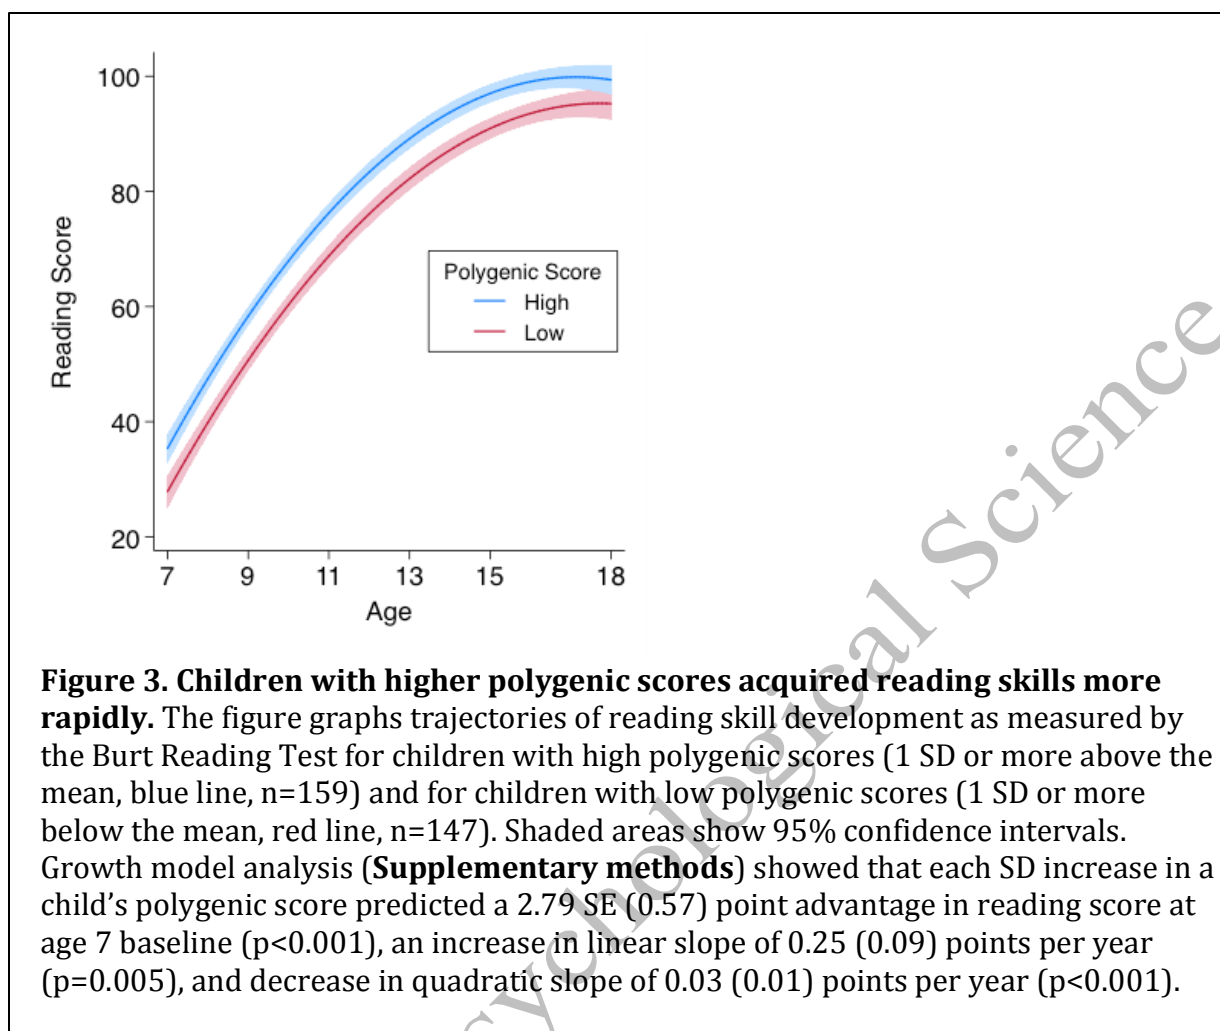 100
80
60
40
20
Reading Score
7 9 11 13 15 18
Age
Polygenic Score
High
Low
Figure 3. Children with higher polygenic scores acquired reading skills more
rapidly. The figure graphs trajectories of reading skill development as measured by
the Burt Reading Test for children with high polygenic scores (1 SD or more above the
mean, blue line, n=159) and for children with low polygenic scores (1 SD or more
below the mean, red line, n=147). Shaded areas show 95% confidence intervals.
Growth model analysis (Supplementary methods) showed that each SD increase in a
child’s polygenic score predicted a 2.79 SE (0.57) point advantage in reading score at
age 7 baseline (p<0.001), an increase in linear slope of 0.25 (0.09) points per year
(p=0.005), and decrease in quadratic slope of 0.03 (0.01) points per year (p<0.001).
ychological Science